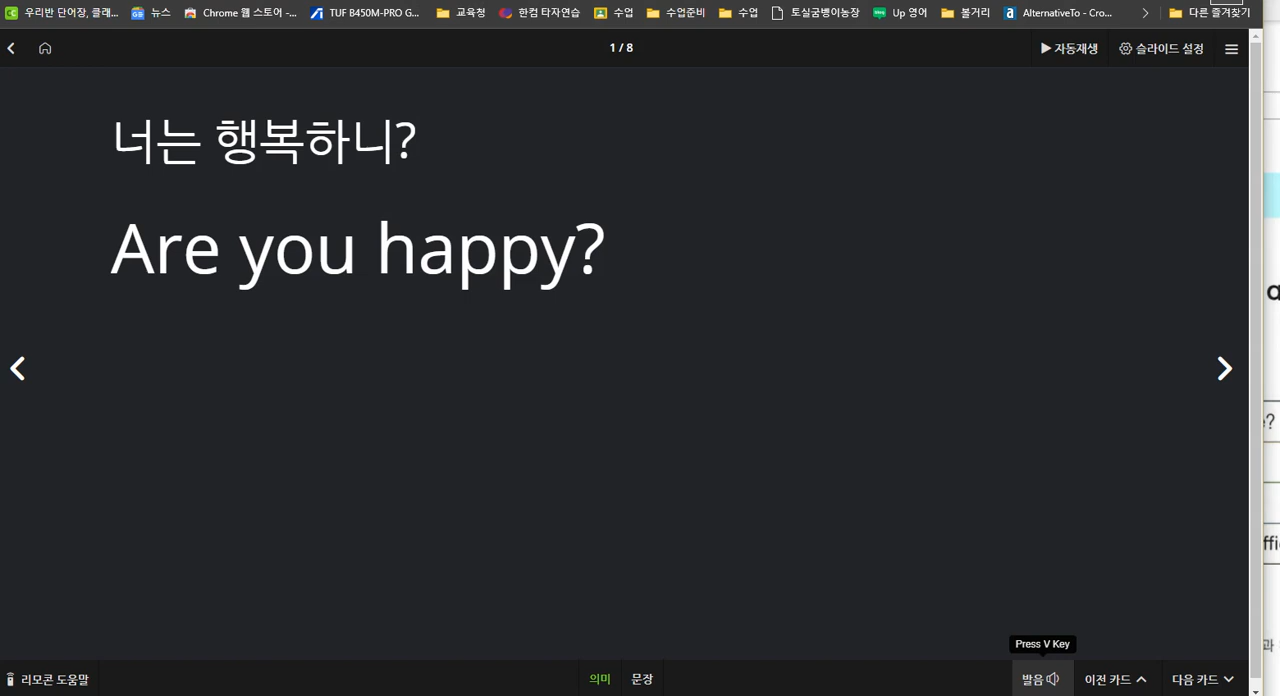 우리반 단어장, 클래... 뉴스 Chrome 웹 스토어 -... TUF B450M-PRO G... 교육청 한컴 타자연습 수업 수업준비 수업 토실굼벵이농장 Up 영어 볼거리 AlternativeTo - Cro... 다른 즐겨찾기
1 / 8 자동재생 슬라이드 설정
너는 행복하니?
Are you happy?
e?
ffi
Press V Key
과
리모콘 도움말 의미 문장 발음 이전 카드 다음 카드